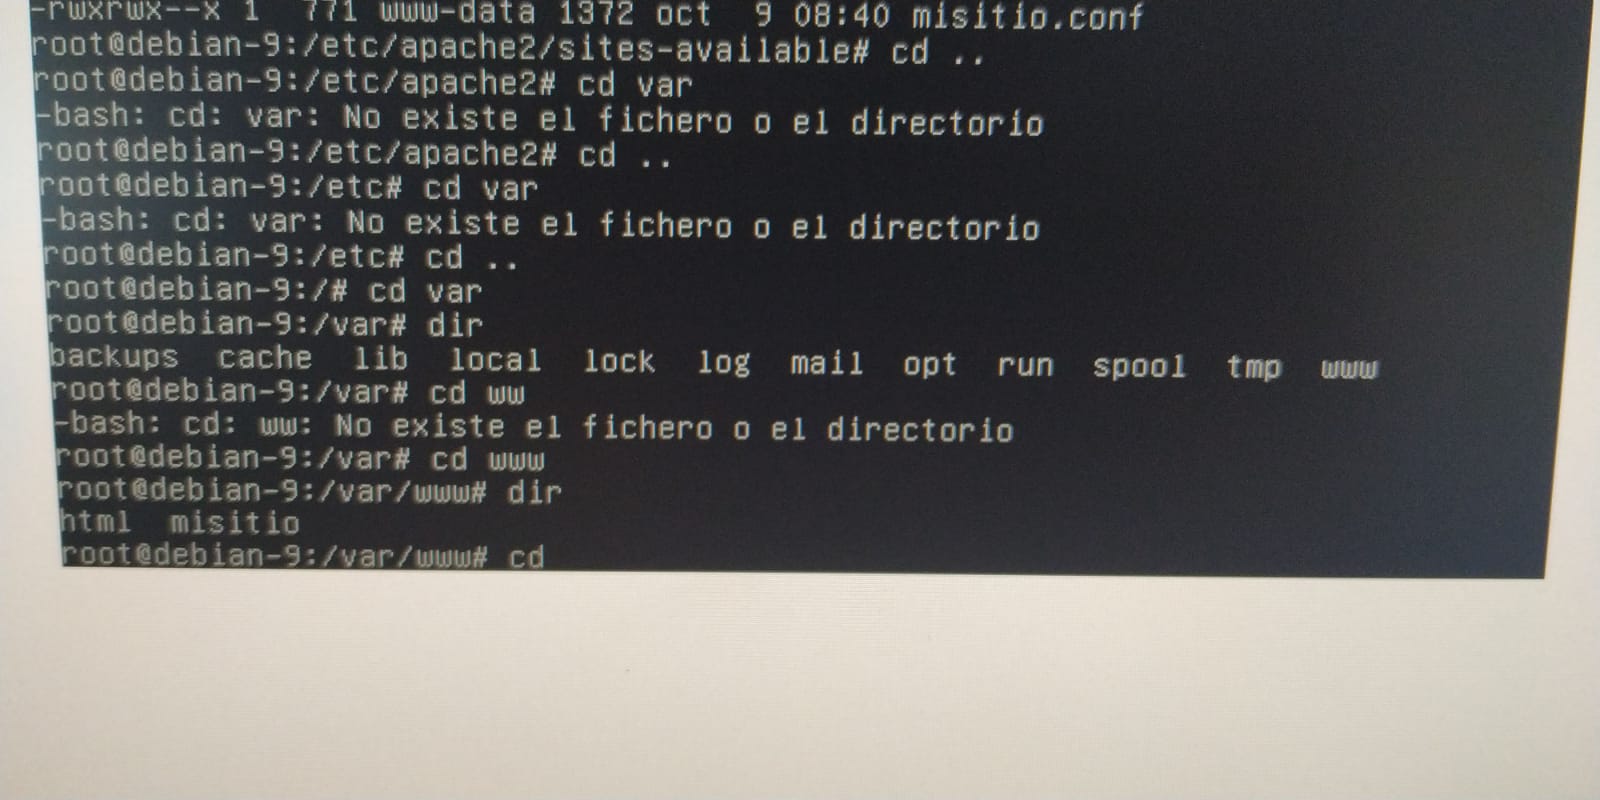 -rwxrwx--x 1  771 www-data 1372 oct  9 08:40 misitio.conf
root@debian-9:/etc/apache2/sites-available# cd ..
root@debian-9:/etc/apache2# cd var
-bash: cd: var: No existe el fichero o el directorio
root@debian-9:/etc/apache2# cd ..
root@debian-9:/etc# cd var
-bash: cd: var: No existe el fichero o el directorio
root@debian-9:/etc# cd ..
root@debian-9:/# cd var
root@debian-9:/var# dir
backups  cache  lib  local  lock  log  mail  opt  run  spool  tmp  www
root@debian-9:/var# cd ww
-bash: cd: ww: No existe el fichero o el directorio
root@debian-9:/var# cd www
root@debian-9:/var/www# dir
html  misitio
root@debian-9:/var/www# cd